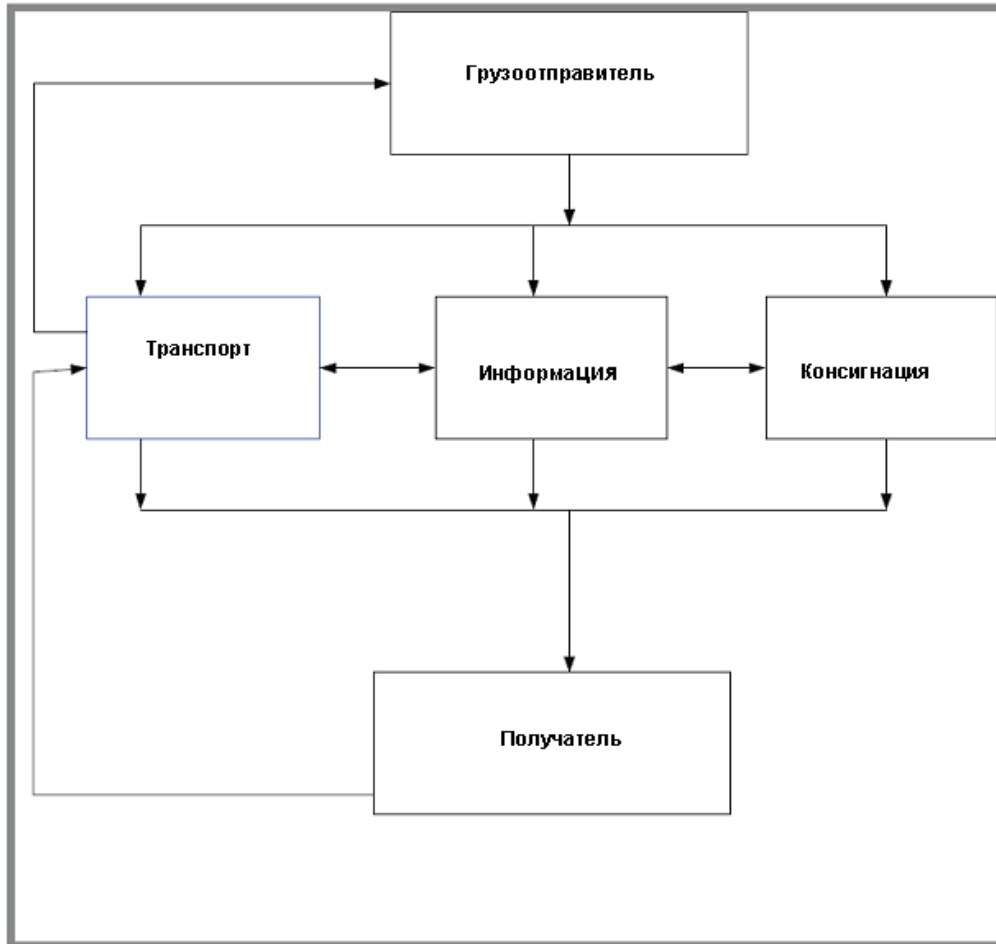 Грузоотправитель
Транспорт
ИнформаЦИЯ
Консигнация
Получатель